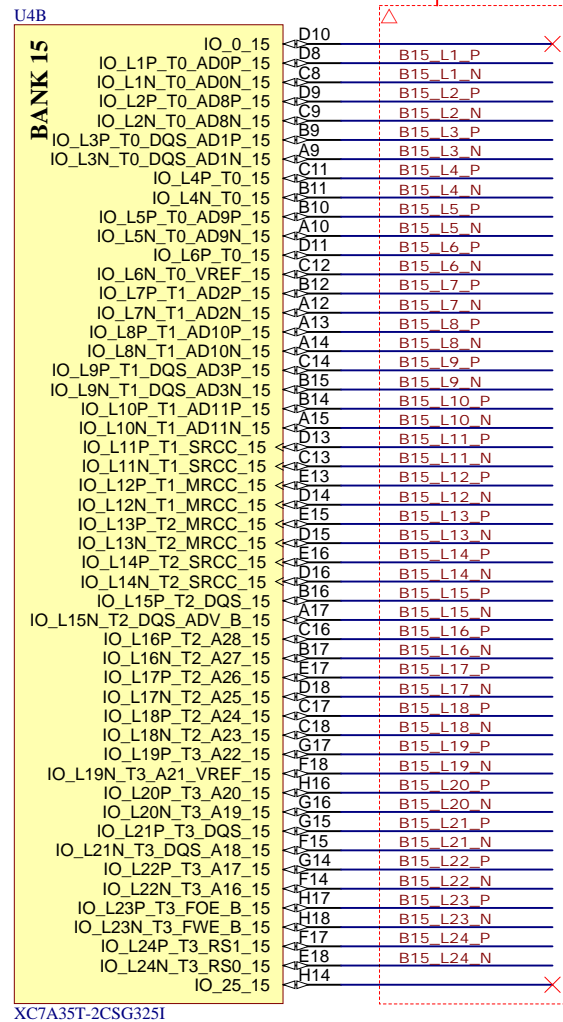 U4B
BANK 15
IO_0_15 D10
IO_L1P_T0_AD0P_15 D8 B15_L1_P
IO_L1N_T0_AD0N_15 C8 B15_L1_N
IO_L2P_T0_AD8P_15 D9 B15_L2_P
IO_L2N_T0_AD8N_15 C9 B15_L2_N
IO_L3P_T0_DQS_AD1P_15 B9 B15_L3_P
IO_L3N_T0_DQS_AD1N_15 A9 B15_L3_N
IO_L4P_T0_15 C11 B15_L4_P
IO_L4N_T0_15 B11 B15_L4_N
IO_L5P_T0_AD9P_15 B10 B15_L5_P
IO_L5N_T0_AD9N_15 A10 B15_L5_N
IO_L6P_T0_15 D11 B15_L6_P
IO_L6N_T0_VREF_15 C12 B15_L6_N
IO_L7P_T1_AD2P_15 B12 B15_L7_P
IO_L7N_T1_AD2N_15 A12 B15_L7_N
IO_L8P_T1_AD10P_15 A13 B15_L8_P
IO_L8N_T1_AD10N_15 A14 B15_L8_N
IO_L9P_T1_DQS_AD3P_15 C14 B15_L9_P
IO_L9N_T1_DQS_AD3N_15 B15 B15_L9_N
IO_L10P_T1_AD11P_15 B14 B15_L10_P
IO_L10N_T1_AD11N_15 A15 B15_L10_N
IO_L11P_T1_SRCC_15 D13 B15_L11_P
IO_L11N_T1_SRCC_15 C13 B15_L11_N
IO_L12P_T1_MRCC_15 E13 B15_L12_P
IO_L12N_T1_MRCC_15 D14 B15_L12_N
IO_L13P_T2_MRCC_15 E15 B15_L13_P
IO_L13N_T2_MRCC_15 D15 B15_L13_N
IO_L14P_T2_SRCC_15 E16 B15_L14_P
IO_L14N_T2_SRCC_15 D16 B15_L14_N
IO_L15P_T2_DQS_15 B16 B15_L15_P
IO_L15N_T2_DQS_ADV_B_15 A17 B15_L15_N
IO_L16P_T2_A28_15 C16 B15_L16_P
IO_L16N_T2_A27_15 B17 B15_L16_N
IO_L17P_T2_A26_15 E17 B15_L17_P
IO_L17N_T2_A25_15 D18 B15_L17_N
IO_L18P_T2_A24_15 C17 B15_L18_P
IO_L18N_T2_A23_15 C18 B15_L18_N
IO_L19P_T3_A22_15 G17 B15_L19_P
IO_L19N_T3_A21_VREF_15 F18 B15_L19_N
IO_L20P_T3_A20_15 H16 B15_L20_P
IO_L20N_T3_A19_15 G16 B15_L20_N
IO_L21P_T3_DQS_15 G15 B15_L21_P
IO_L21N_T3_DQS_A18_15 F15 B15_L21_N
IO_L22P_T3_A17_15 G14 B15_L22_P
IO_L22N_T3_A16_15 F14 B15_L22_N
IO_L23P_T3_FOE_B_15 H17 B15_L23_P
IO_L23N_T3_FWE_B_15 H18 B15_L23_N
IO_L24P_T3_RS1_15 F17 B15_L24_P
IO_L24N_T3_RS0_15 E18 B15_L24_N
IO_25_15 H14
XC7A35T-2CSG325I